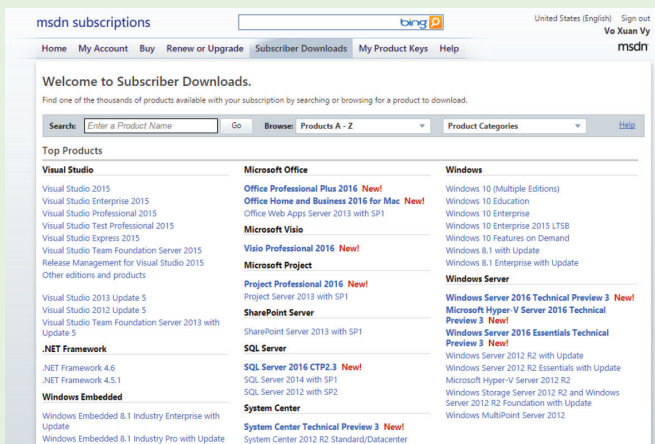 msdn subscriptions
bing
United States (English) Sign out
Vo Xuan Vy
Home My Account Buy Renew or Upgrade Subscriber Downloads My Product Keys Help
msdn
Welcome to Subscriber Downloads.
Find one of the thousands of products available with your subscription by searching or browsing for a product to download.
Search: Enter a Product Name Go Browse: Products A - Z Product Categories Help
Top Products
Visual Studio
Visual Studio 2015
Visual Studio Enterprise 2015
Visual Studio Professional 2015
Visual Studio Test Professional 2015
Visual Studio Express 2015
Visual Studio Team Foundation Server 2015
Release Management for Visual Studio 2015
Other editions and products
Visual Studio 2013 Update 5
Visual Studio 2012 Update 5
Visual Studio Team Foundation Server 2013 with
Update 5
.NET Framework
.NET Framework 4.6
.NET Framework 4.5.1
Windows Embedded
Windows Embedded 8.1 Industry Enterprise with
Update
Windows Embedded 8.1 Industry Pro with Update
Microsoft Office
Office Professional Plus 2016 New!
Office Home and Business 2016 for Mac New!
Office Web Apps Server 2013 with SP1
Microsoft Visio
Visio Professional 2016 New!
Microsoft Project
Project Professional 2016 New!
Project Server 2013 with SP1
SharePoint Server
SharePoint Server 2013 with SP1
SQL Server
SQL Server 2016 CTP2.3 New!
SQL Server 2014 with SP1
SQL Server 2012 with SP2
System Center
System Center Technical Preview 3 New!
System Center 2012 R2 Standard/Datacenter
Windows
Windows 10 (Multiple Editions)
Windows 10 Education
Windows 10 Enterprise
Windows 10 Enterprise 2015 LTSB
Windows 10 Features on Demand
Windows 8.1 with Update
Windows 8.1 Enterprise with Update
Windows Server
Windows Server 2016 Technical Preview 3 New!
Microsoft Hyper-V Server 2016 Technical
Preview 3 New!
Windows Server 2016 Essentials Technical
Preview 3 New!
Windows Server 2012 R2 with Update
Windows Server 2012 R2 Essentials with Update
Microsoft Hyper-V Server 2012 R2
Windows Storage Server 2012 R2 and Windows
Server 2012 R2 Foundation with Update
Windows MultiPoint Server 2012